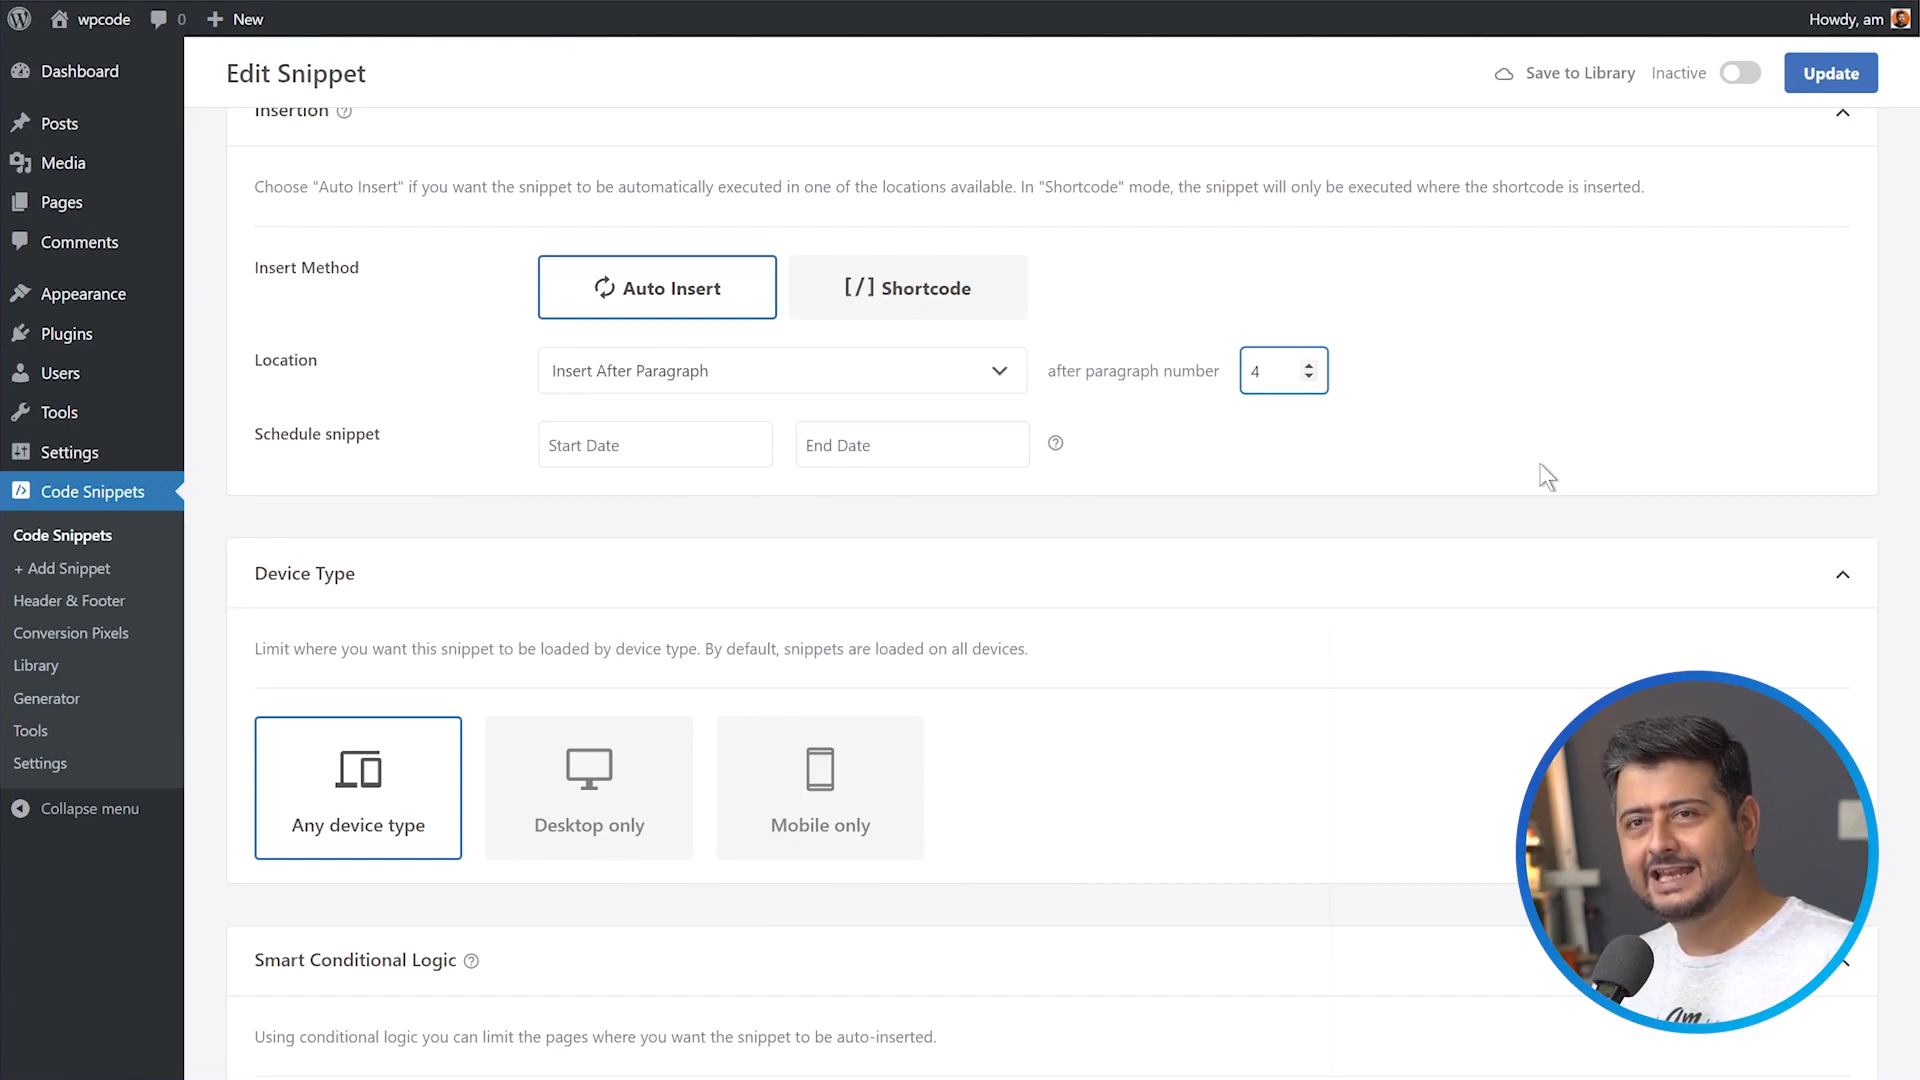 wpcode
0
New
Howdy, am
Dashboard
Posts
Media
Pages
Comments
Appearance
Plugins
Users
Tools
Settings
Code Snippets
Code Snippets
+ Add Snippet
Header & Footer
Conversion Pixels
Library
Generator
Tools
Settings
Collapse menu
Edit Snippet
Save to Library
Inactive
Update
Insertion
Choose "Auto Insert" if you want the snippet to be automatically executed in one of the locations available. In "Shortcode" mode, the snippet will only be executed where the shortcode is inserted.
Insert Method
Auto Insert
[/] Shortcode
Location
Insert After Paragraph
after paragraph number
4
Schedule snippet
Start Date
End Date
Device Type
Limit where you want this snippet to be loaded by device type. By default, snippets are loaded on all devices.
Any device type
Desktop only
Mobile only
Smart Conditional Logic
Using conditional logic you can limit the pages where you want the snippet to be auto-inserted.